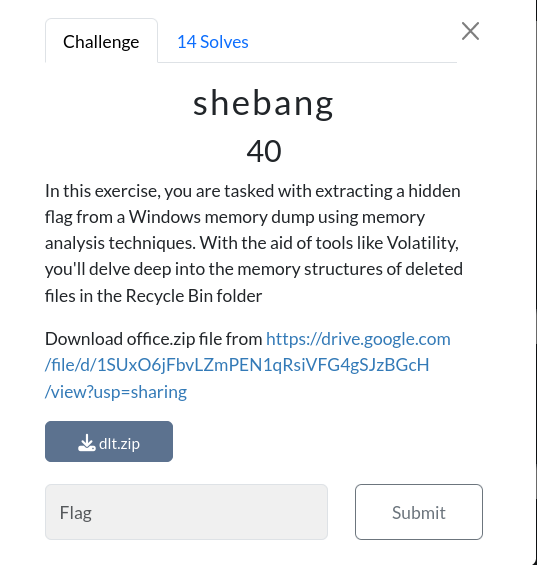 Challenge
14 Solves
shebang
40
In this exercise, you are tasked with extracting a hidden
flag from a Windows memory dump using memory
analysis techniques. With the aid of tools like Volatility,
you'll delve deep into the memory structures of deleted
files in the Recycle Bin folder
Download office.zip file from https://drive.google.com
/file/d/1SUxO6jFbvLZmPEN1qRsiVFG4gSJzBGcH
/view?usp=sharing
dlt.zip
Flag
Submit